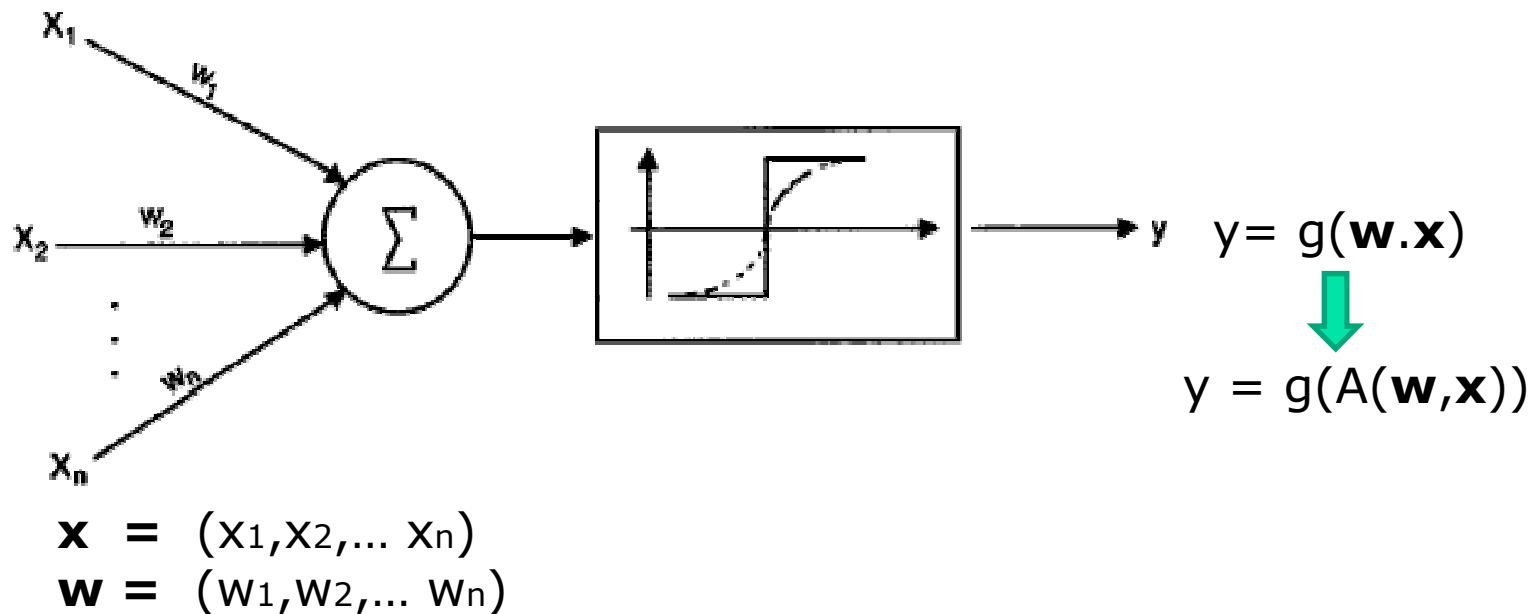 X₁
w₁
X₂
w₂
Σ
y
y= g(w.x)
y = g(A(w,x))
.
.
.
wₙ
Xₙ
x = (x1,x2,... xn)
w = (w1,w2,... wn)